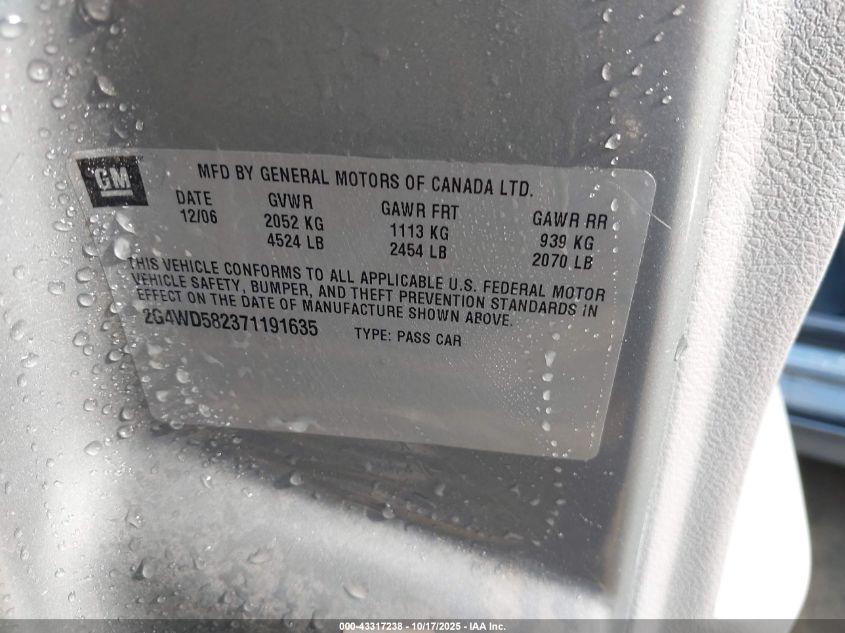 GM
MFD BY GENERAL MOTORS OF CANADA LTD.
DATE GVWR GAWR FRT GAWR RR
12/06 2052 KG 1113 KG 939 KG
4524 LB 2454 LB 2070 LB
THIS VEHICLE CONFORMS TO ALL APPLICABLE U.S. FEDERAL MOTOR
VEHICLE SAFETY, BUMPER, AND THEFT PREVENTION STANDARDS IN
EFFECT ON THE DATE OF MANUFACTURE SHOWN ABOVE.
2G4WD582371191635 TYPE: PASS CAR
000-43317238 - 10/17/2025 - IAA Inc.